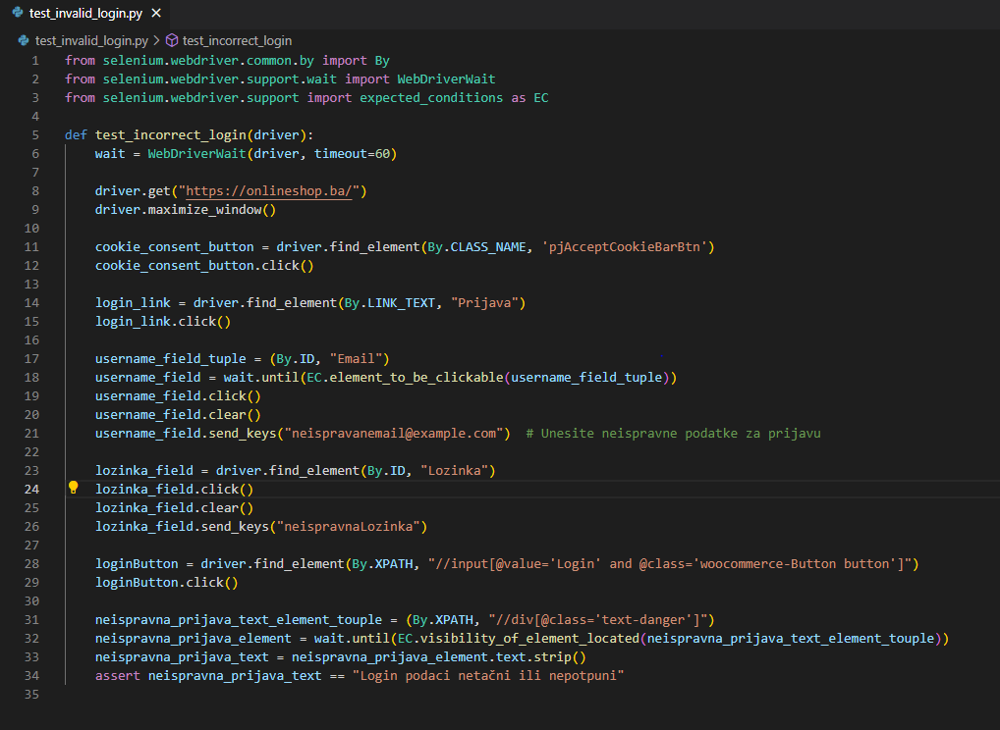 test_invalid_login.py ×
test_invalid_login.py > test_incorrect_login
1 from selenium.webdriver.common.by import By
2 from selenium.webdriver.support.wait import WebDriverWait
3 from selenium.webdriver.support import expected_conditions as EC
4
5 def test_incorrect_login(driver):
6 wait = WebDriverWait(driver, timeout=60)
7
8 driver.get("https://onlineshop.ba/")
9 driver.maximize_window()
10
11 cookie_consent_button = driver.find_element(By.CLASS_NAME, 'pjAcceptCookieBarBtn')
12 cookie_consent_button.click()
13
14 login_link = driver.find_element(By.LINK_TEXT, "Prijava")
15 login_link.click()
16
17 username_field_tuple = (By.ID, "Email")
18 username_field = wait.until(EC.element_to_be_clickable(username_field_tuple))
19 username_field.click()
20 username_field.clear()
21 username_field.send_keys("neispravanemail@example.com") # Unesite neispravne podatke za prijavu
22
23 lozinka_field = driver.find_element(By.ID, "Lozinka")
24 lozinka_field.click()
25 lozinka_field.clear()
26 lozinka_field.send_keys("neispravnaLozinka")
27
28 loginButton = driver.find_element(By.XPATH, "//input[@value='Login' and @class='woocommerce-Button button']")
29 loginButton.click()
30
31 neispravna_prijava_text_element_touple = (By.XPATH, "//div[@class='text-danger']")
32 neispravna_prijava_element = wait.until(EC.visibility_of_element_located(neispravna_prijava_text_element_touple))
33 neispravna_prijava_text = neispravna_prijava_element.text.strip()
34 assert neispravna_prijava_text == "Login podaci netačni ili nepotpuni"
35